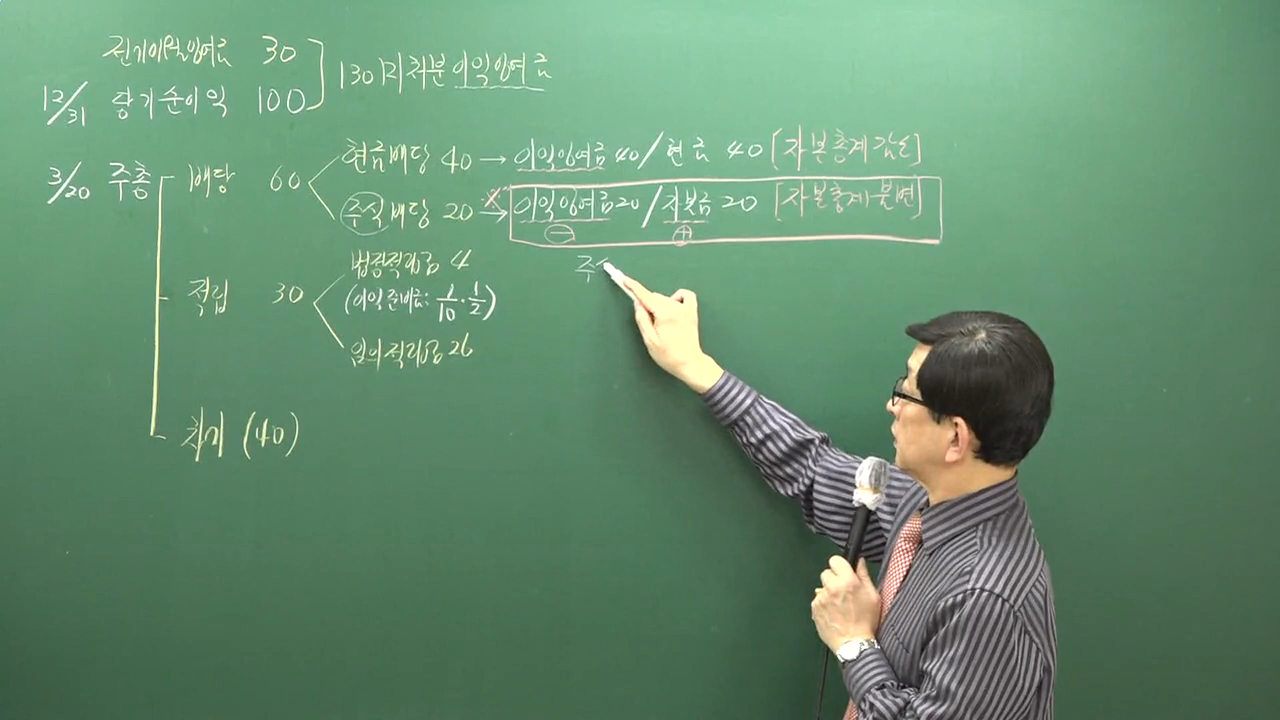 전기이월잉여금 30
12/31 당기순이익 100
130 미처분이익잉여금
3/20 주총
배당 60
현금배당 40 → 이익잉여금 40 / 현금 40 [자본총계 감소]
주식배당 20 → 이익잉여금 20 / 자본금 20 [자본총계 불변]
⊖ ⊕
주
적립 30
법정적립금 4
(이익준비금: 1/10 · 1/2)
임의적립금 26
차기 (40)